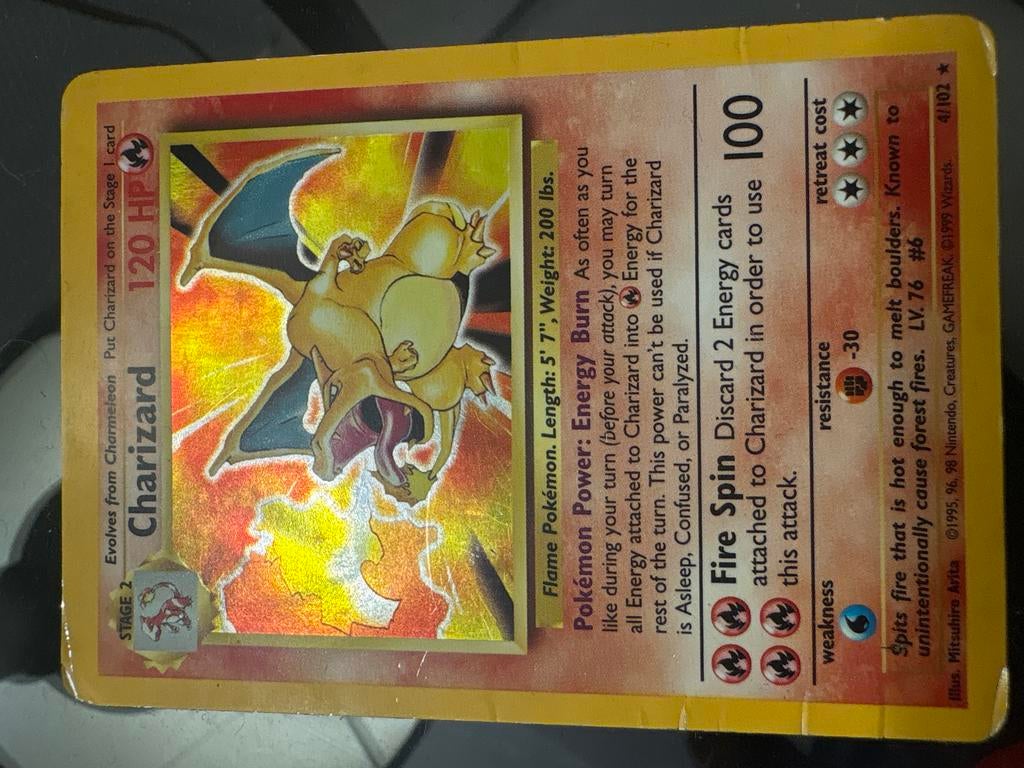 STAGE 2
Evolves from Charmeleon Put Charizard on the Stage 1 card
Charizard 120 HP
Flame Pokémon. Length: 5' 7", Weight: 200 lbs.
Pokémon Power: Energy Burn As often as you
like during your turn (before your attack), you may turn
all Energy attached to Charizard into Energy for the
rest of the turn. This power can't be used if Charizard
is Asleep, Confused, or Paralyzed.
Fire Spin Discard 2 Energy cards
attached to Charizard in order to use
this attack.
100
weakness resistance retreat cost
-30
Spits fire that is hot enough to melt boulders. Known to
unintentionally cause forest fires. LV. 76 #6
Illus. Mitsuhiro Arita ©1995, 96, 98 Nintendo, Creatures, GAMEFREAK. ©1999 Wizards. 4/102 ★